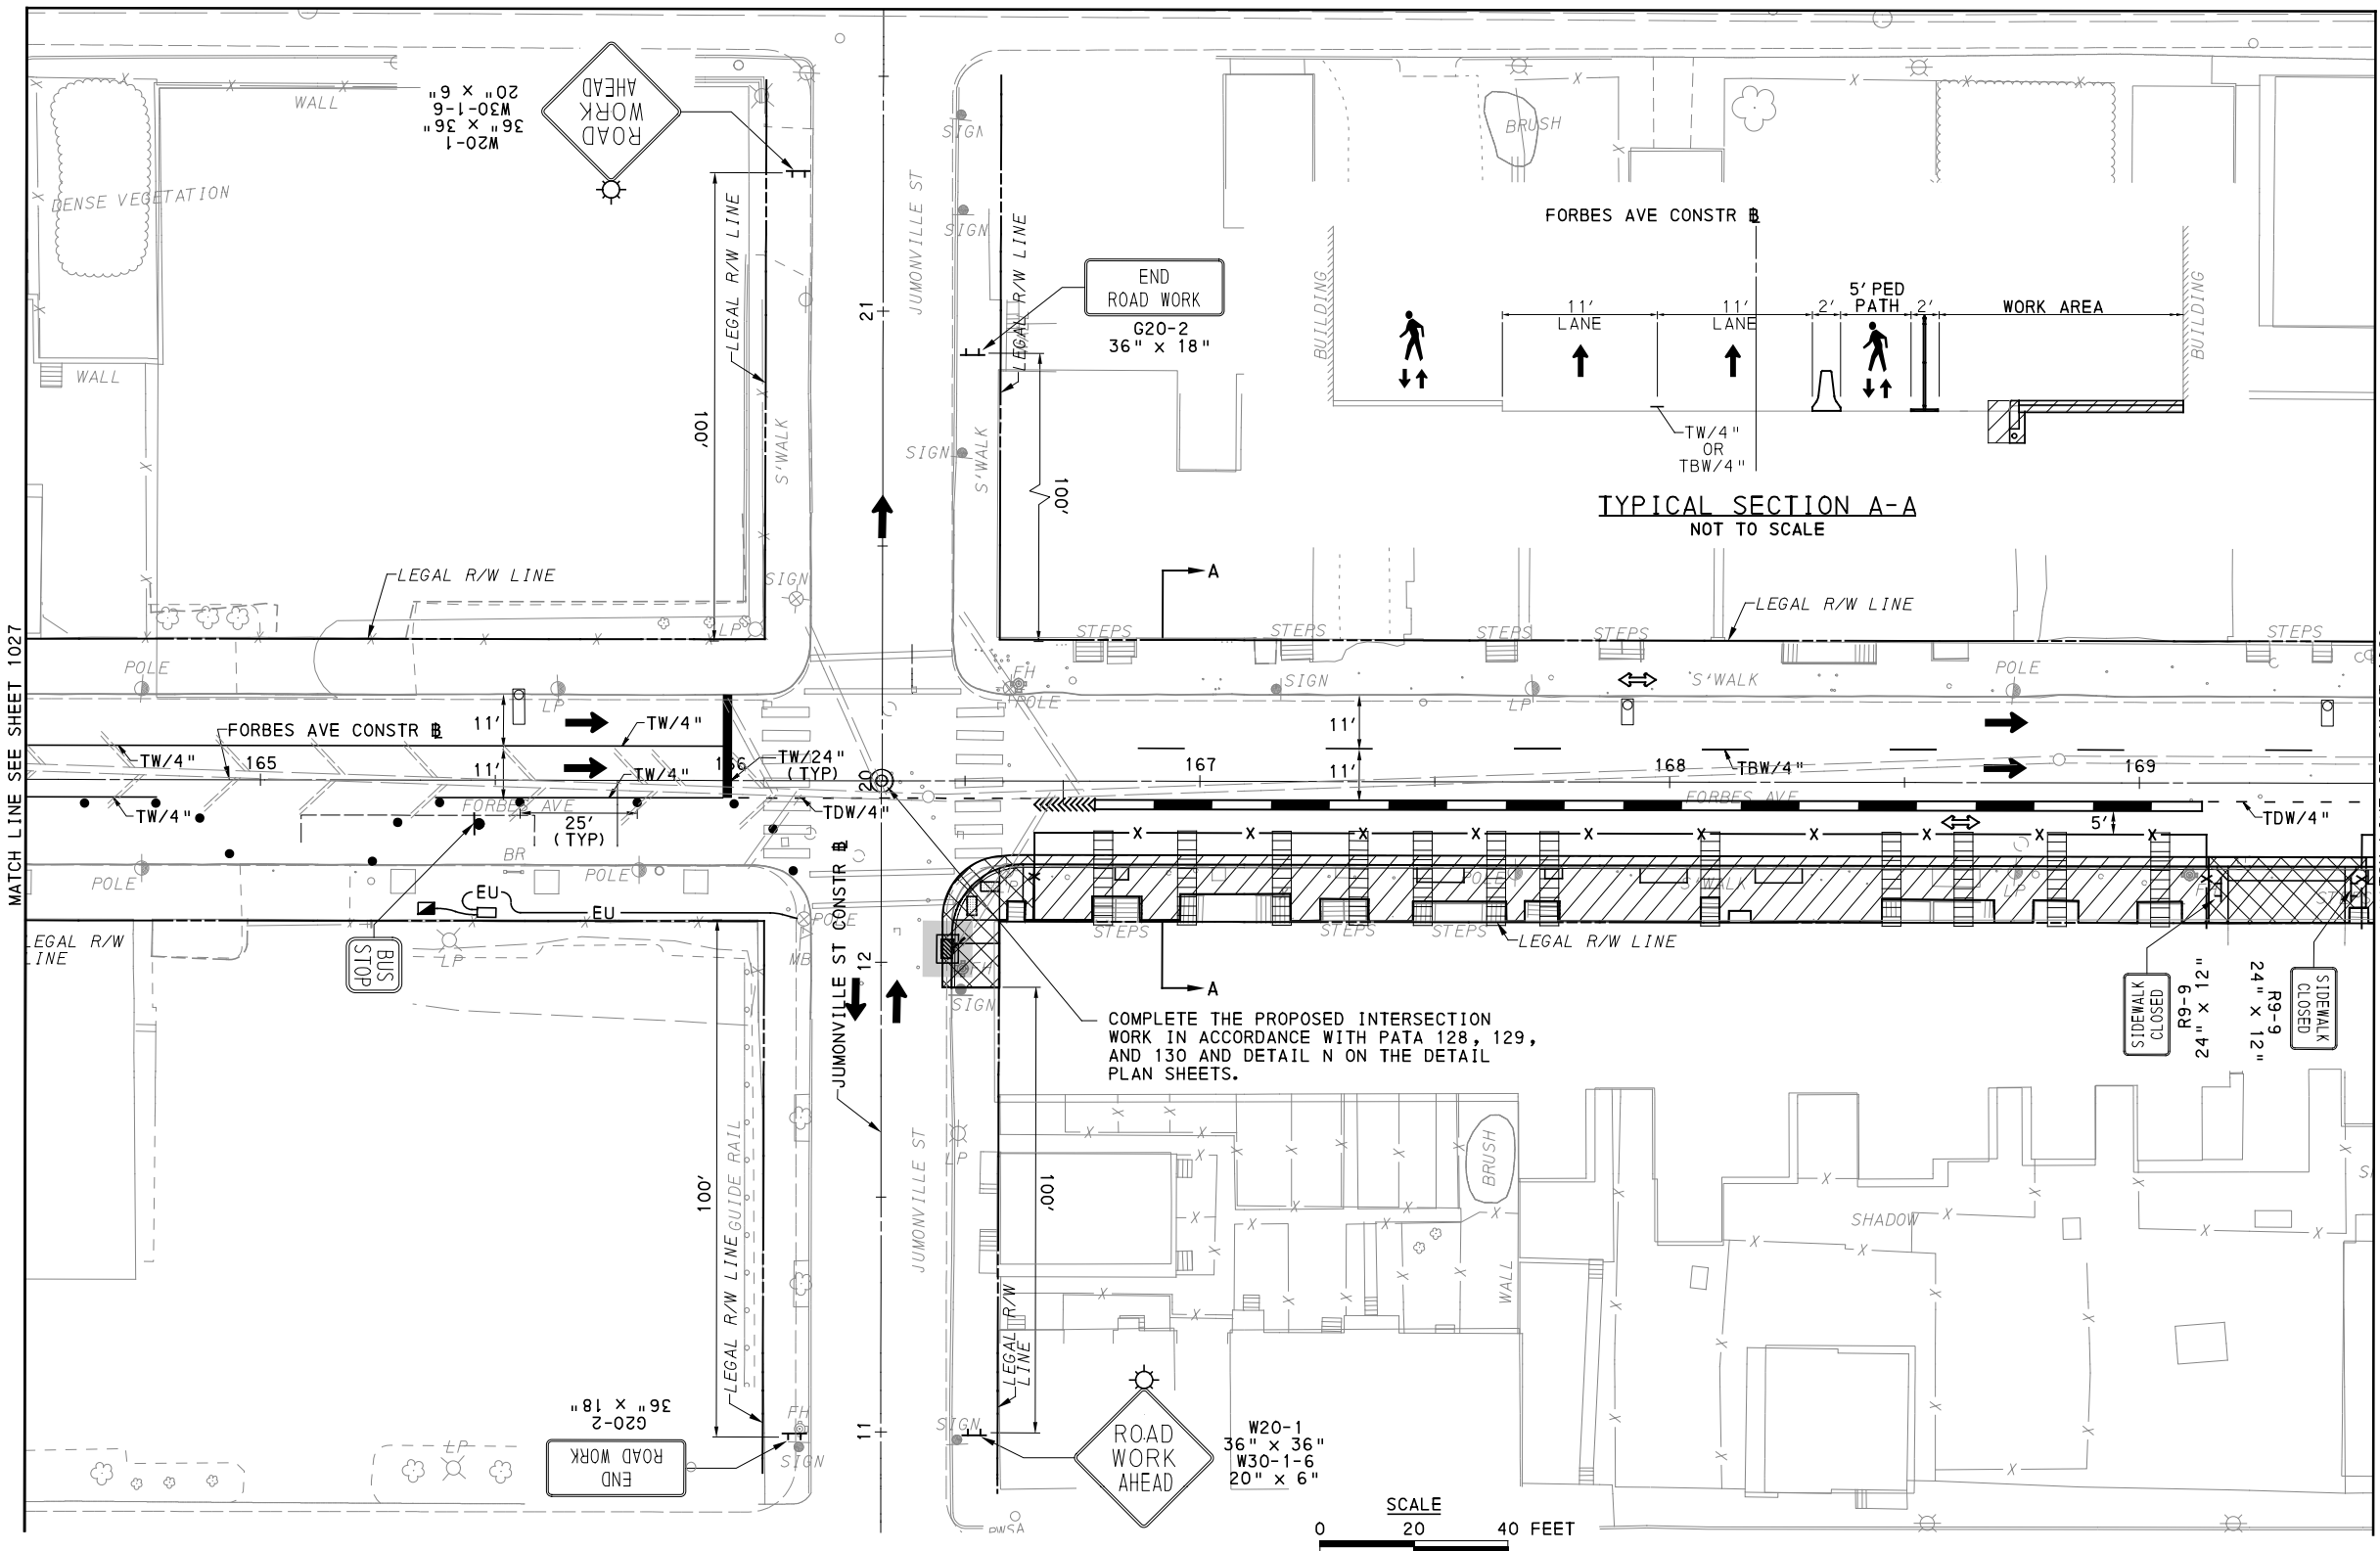 MATCH LINE SEE SHEET 1027
WALL
DENSE VEGETATION
WALL
W20-1
36" X 36"
W30-1-6
20" X 6"
ROAD
WORK
AHEAD
100'
LEGAL R/W LINE
S'WALK
SIGN
LEGAL R/W LINE
LP
21
JUMONVILLE ST
SIGN
SIGN
SIGN
S'WALK
LEGAL R/W LINE
END
ROAD WORK
G20-2
36" X 18"
100'
A
BRUSH
FORBES AVE CONSTR BL
BUILDING
11'
LANE
11'
LANE
2'
5' PED
PATH
2'
WORK AREA
BUILDING
TW/4"
OR
TBW/4"
TYPICAL SECTION A-A
NOT TO SCALE
LEGAL R/W LINE
STEPS
STEPS
STEPS
STEPS
STEPS
FH
POLE
SIGN
LP
S'WALK
POLE
POLE
LP
11'
TW/4"
FORBES AVE CONSTR BL
TW/4"
165
11'
TW/4"
166
TW/24"
(TYP)
20
TDW/4"
TW/4"
FORBES AVE
25'
(TYP)
BR
POLE
POLE
EU
EU
POLE
11'
11'
167
168
TBW/4"
169
FORBES AVE
5'
TDW/4"
LP
POLE
S'WALK
LP
STEPS
STEPS
STEPS
LEGAL R/W LINE
LEGAL R/W
LINE
BUS
STOP
LP
MB
JUMONVILLE ST CONSTR BL
12
FH
SIGN
A
COMPLETE THE PROPOSED INTERSECTION
WORK IN ACCORDANCE WITH PATA 128, 129,
AND 130 AND DETAIL N ON THE DETAIL
PLAN SHEETS.
SIDEWALK
CLOSED
R9-9
24" X 12"
R9-9
24" X 12"
SIDEWALK
CLOSED
100'
LEGAL R/W LINE
GUIDE RAIL
JUMONVILLE ST
LP
100'
LEGAL R/W
LINE
BRUSH
WALL
SHADOW
G20-2
36" X 18"
END
ROAD WORK
FH
SIGN
LP
11
SIGN
ROAD
WORK
AHEAD
W20-1
36" X 36"
W30-1-6
20" X 6"
PWSA
SCALE
0 20 40 FEET